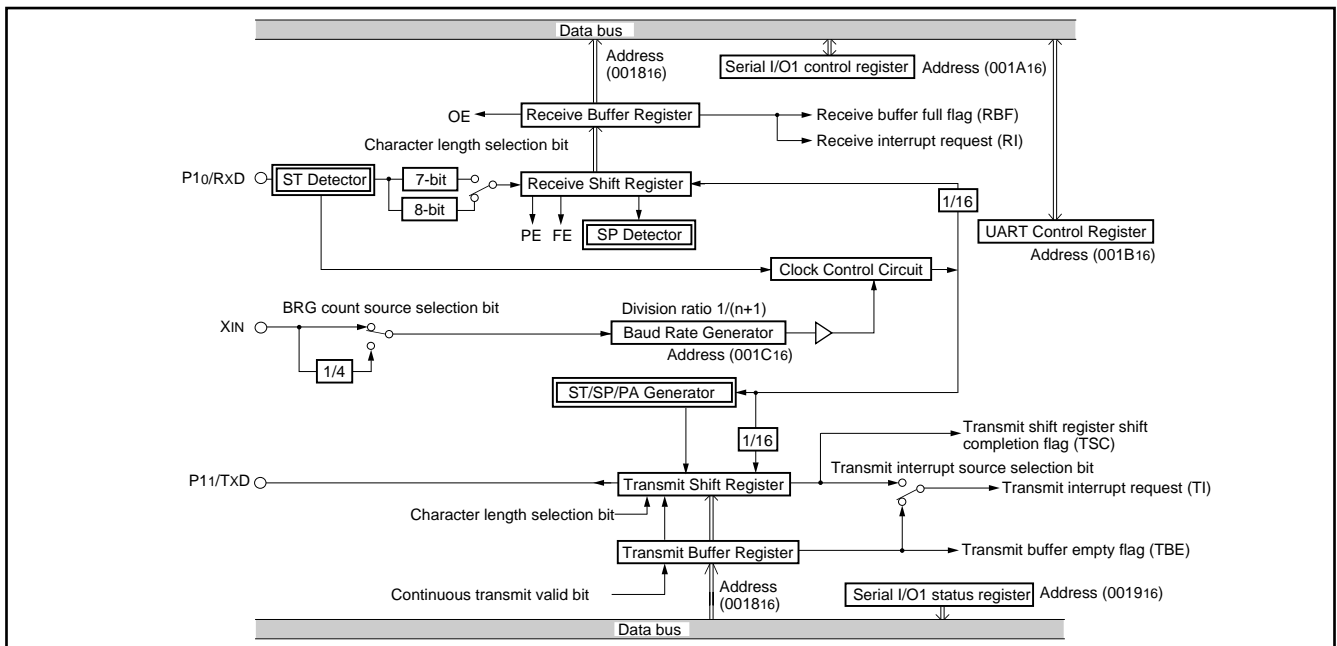 Data bus
Address
(001816)
Serial I/O1 control register
Address (001A16)
OE
Receive Buffer Register
Receive buffer full flag (RBF)
Receive interrupt request (RI)
Character length selection bit
P10/RXD
ST Detector
7-bit
8-bit
Receive Shift Register
1/16
PE
FE
SP Detector
UART Control Register
Address (001B16)
Clock Control Circuit
BRG count source selection bit
Division ratio 1/(n+1)
XIN
Baud Rate Generator
Address (001C16)
1/4
ST/SP/PA Generator
1/16
Transmit shift register shift
completion flag (TSC)
Transmit interrupt source selection bit
P11/TXD
Transmit Shift Register
Transmit interrupt request (TI)
Character length selection bit
Transmit Buffer Register
Transmit buffer empty flag (TBE)
Continuous transmit valid bit
Address
(001816)
Serial I/O1 status register
Address (001916)
Data bus